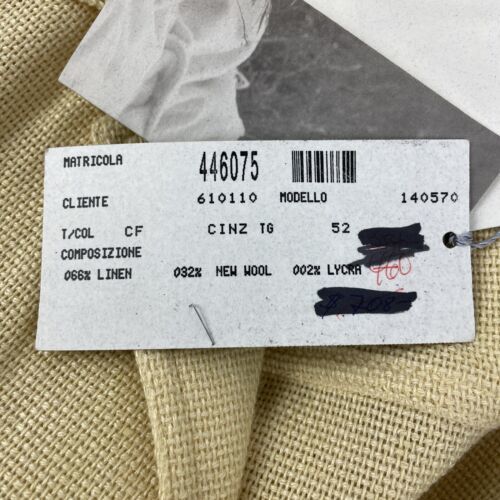 MATRICOLA 446075
CLIENTE 610110 MODELLO 140570
T/COL CF CINZ TG 52
COMPOSIZIONE
066% LINEN 032% NEW WOOL 002% LYCRA
$ 708